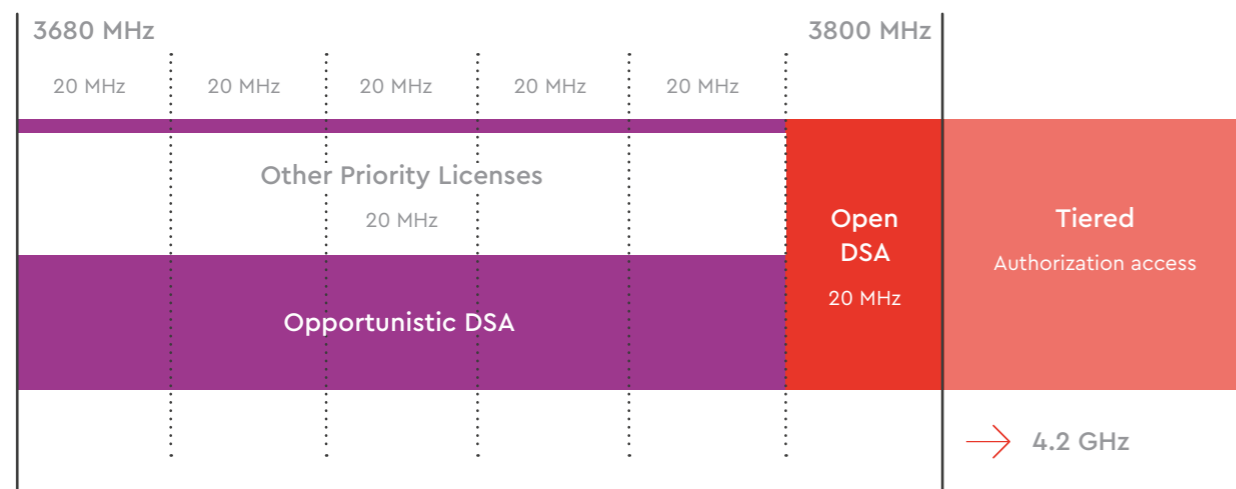 3680 MHz
3800 MHz
20 MHz
20 MHz
20 MHz
20 MHz
20 MHz
Other Priority Licenses
20 MHz
Opportunistic DSA
Open
DSA
20 MHz
Tiered
Authorization access
4.2 GHz